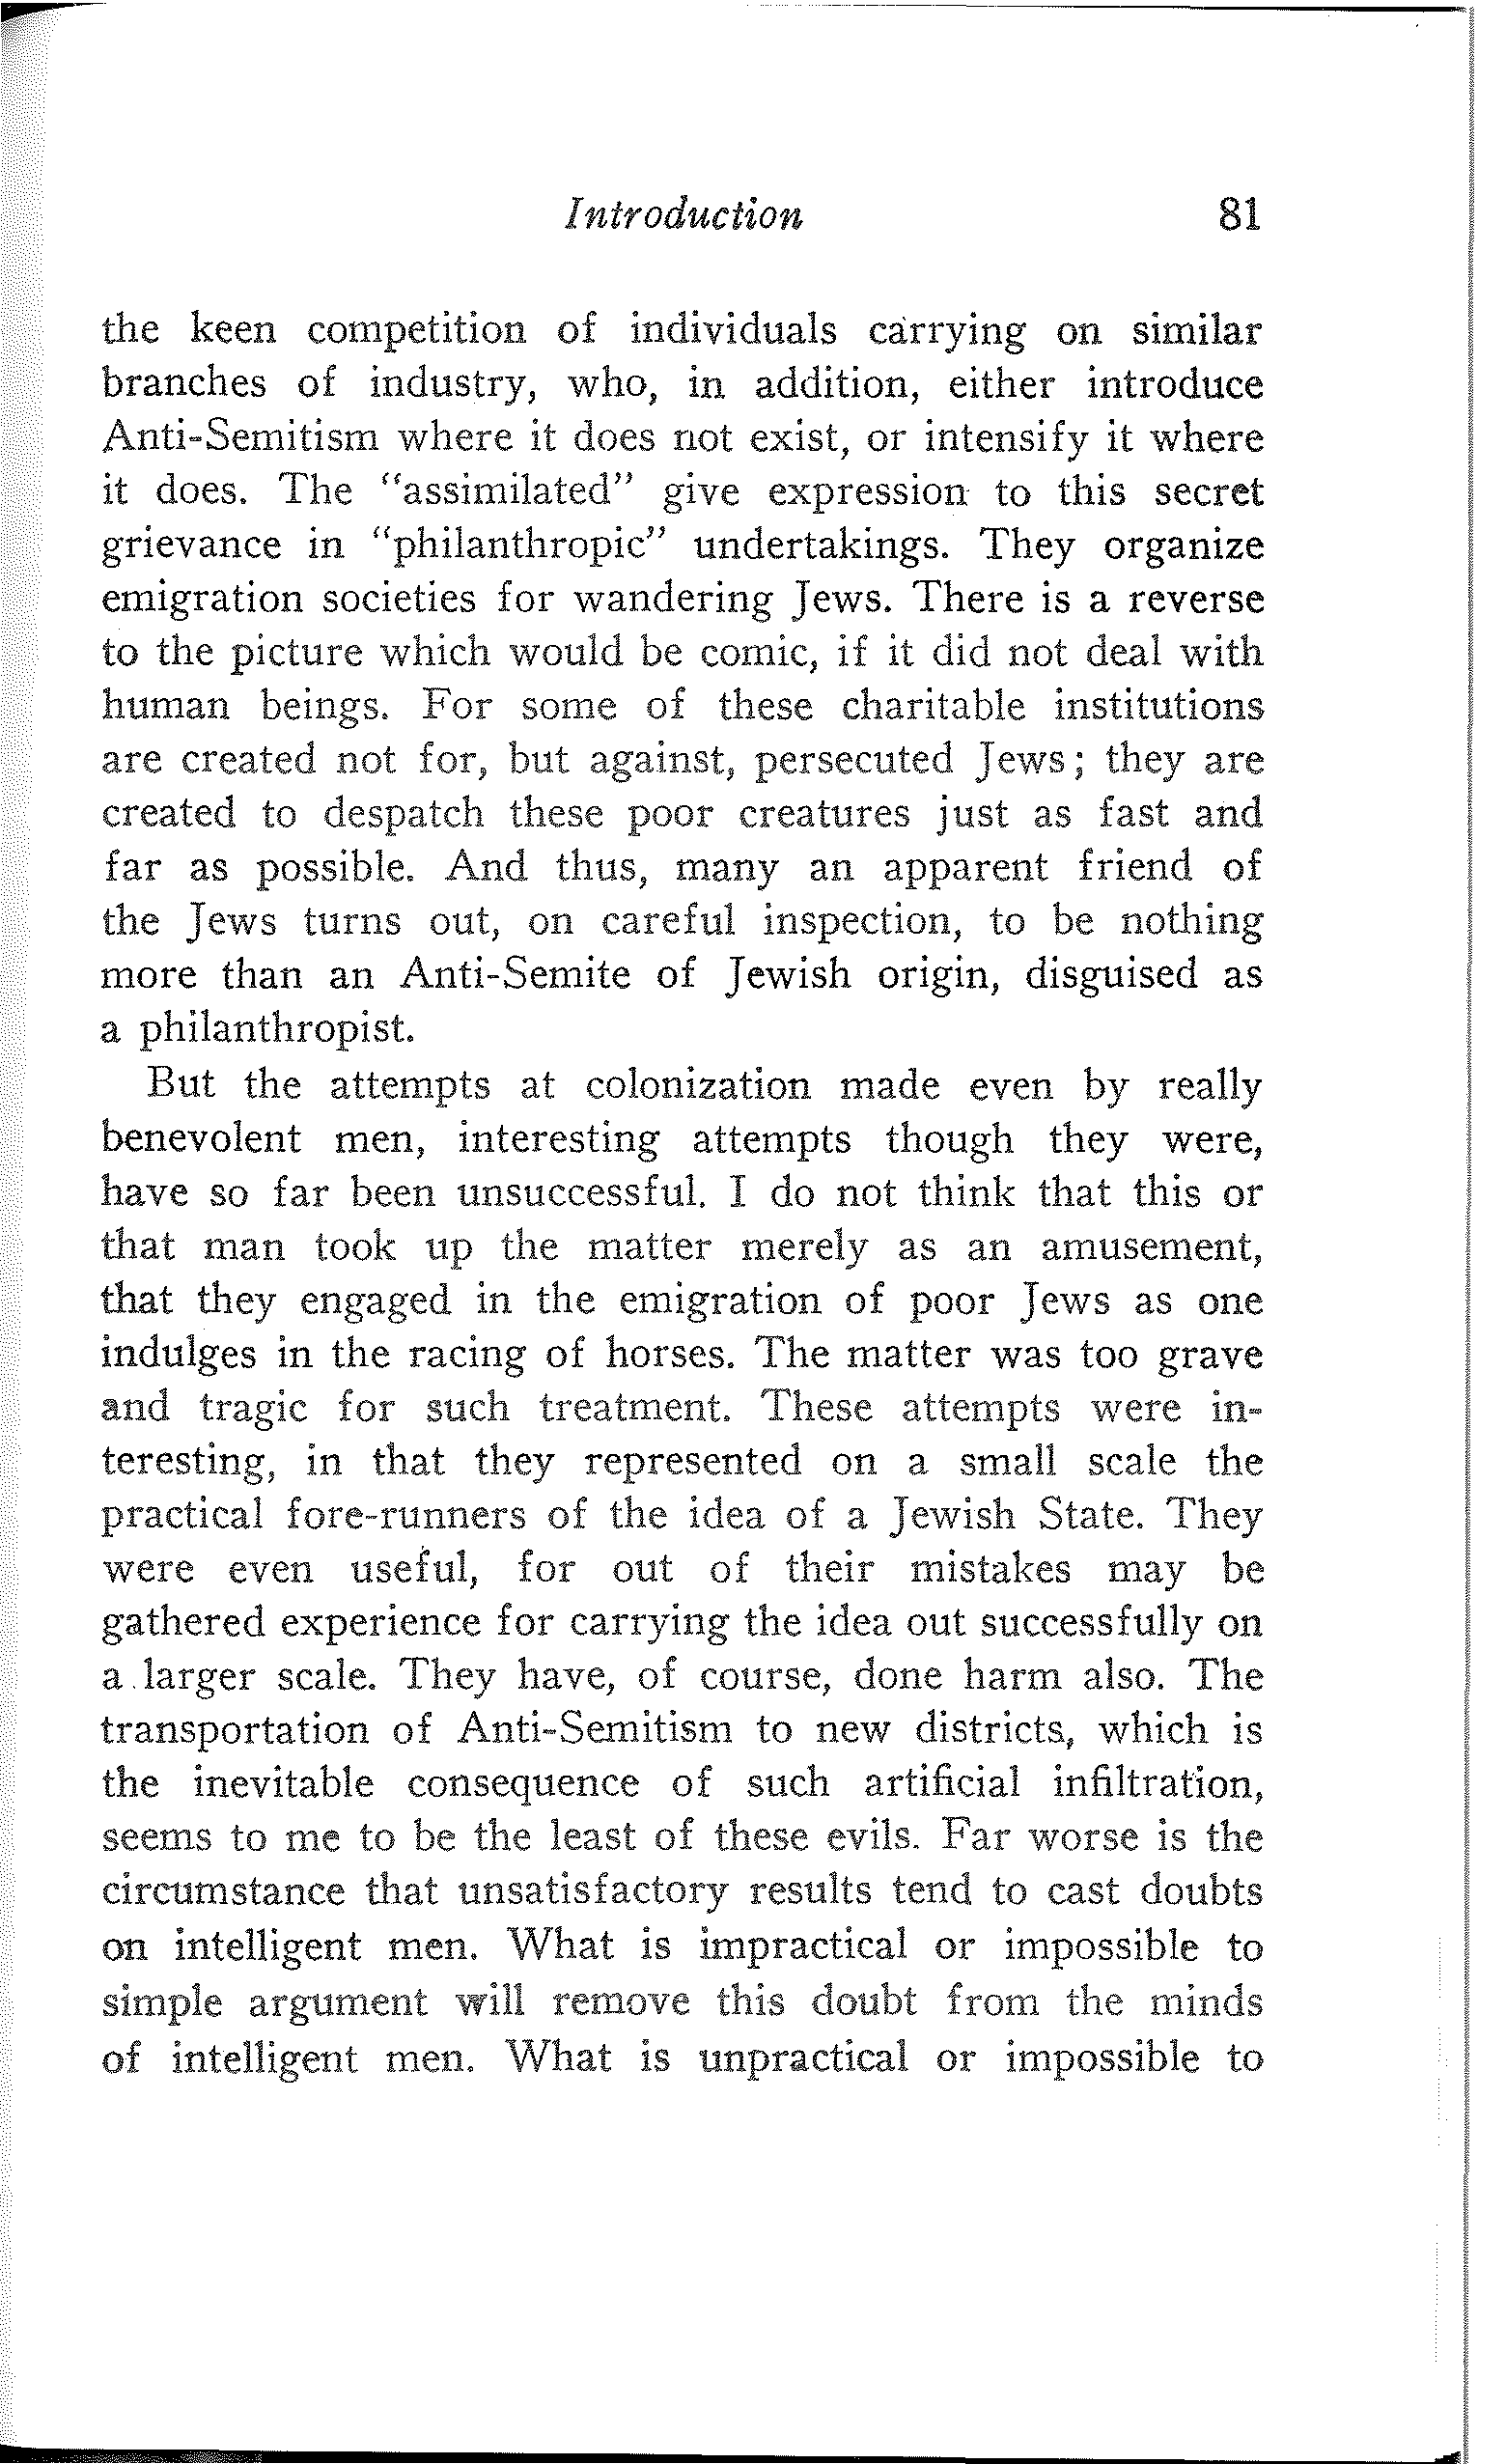 Introduction 81
the keen competition of individuals carrying on similar
branches of industry, who, in addition, either introduce
Anti-Semitism where it does not exist, or intensify it where
it does. The "assimilated" give expression to this secret
grievance in "philanthropic" undertakings. They organize
emigration societies for wandering Jews. There is a reverse
to the picture which would be comic, if it did not deal with
human beings. For some of these charitable institutions
are created not for, but against, persecuted Jews; they are
created to despatch these poor creatures just as fast and
far as possible. And thus, many an apparent friend of
the Jews turns out, on careful inspection, to be nothing
more than an Anti-Semite of Jewish origin, disguised as
a philanthropist.
But the attempts at colonization made even by really
benevolent men, interesting attempts though they were,
have so far been unsuccessful. I do not think that this or
that man took up the matter merely as an amusement,
that they engaged in the emigration of poor Jews as one
indulges in the racing of horses. The matter was too grave
and tragic for such treatment. These attempts were in-
teresting, in that they represented on a small scale the
practical fore-runners of the idea of a Jewish State. They
were even useful, for out of their mistakes may be
gathered experience for carrying the idea out successfully on
a larger scale. They have, of course, done harm also. The
transportation of Anti-Semitism to new districts, which is
the inevitable consequence of such artificial infiltration,
seems to me to be the least of these evils. Far worse is the
circumstance that unsatisfactory results tend to cast doubts
on intelligent men. What is impractical or impossible to
simple argument will remove this doubt from the minds
of intelligent men. What is unpractical or impossible to